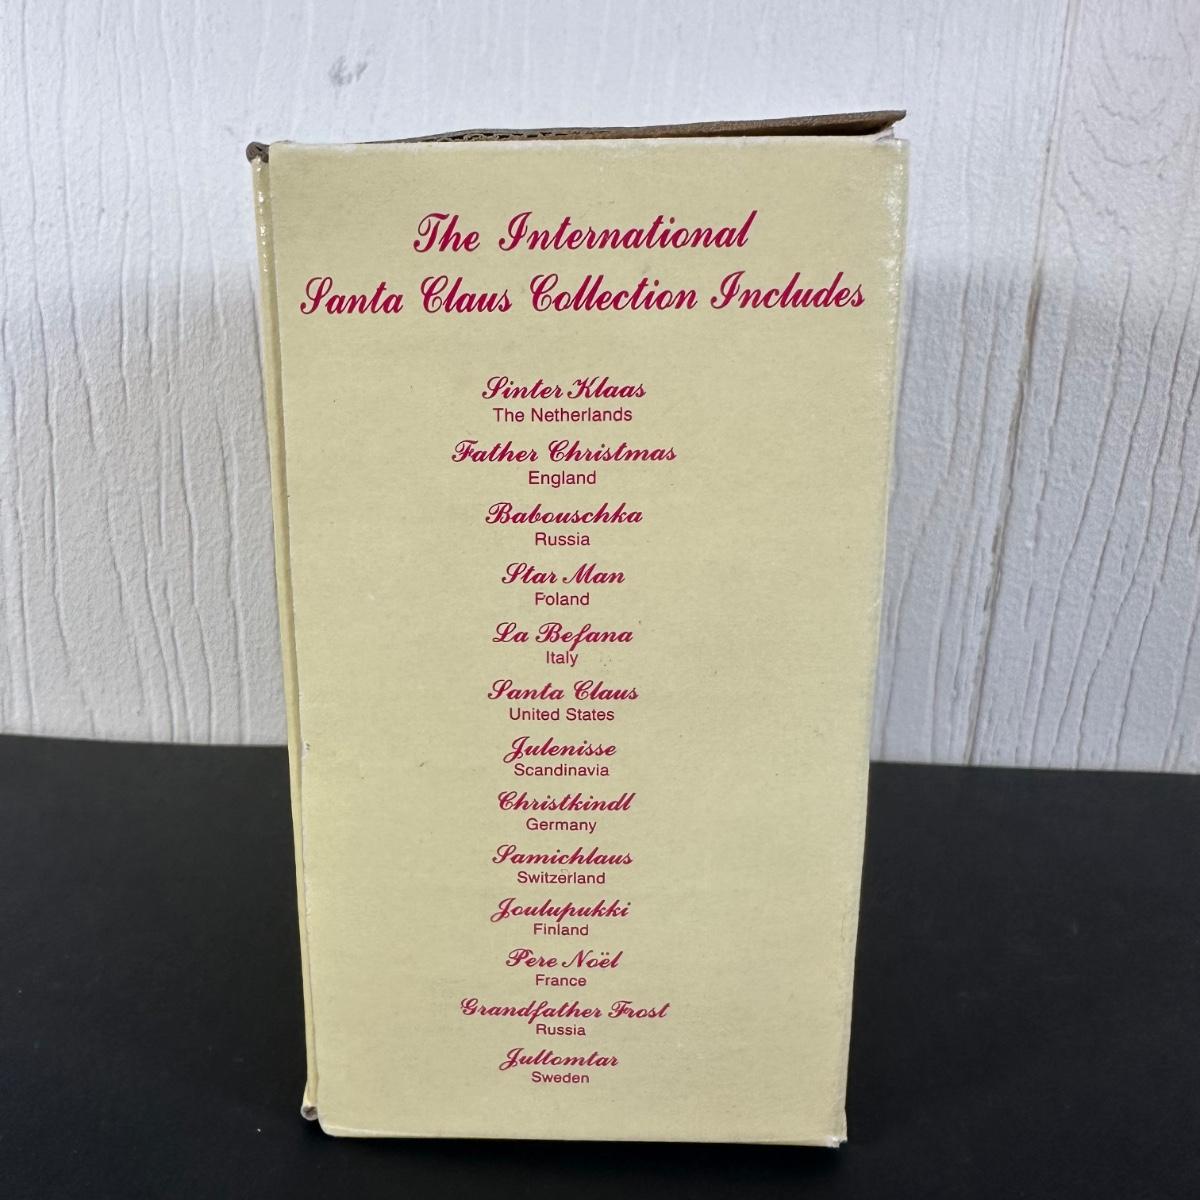 The International
Santa Claus Collection Includes
Sinter Klaas
The Netherlands
Father Christmas
England
Babouschka
Russia
Star Man
Poland
La Befana
Italy
Santa Claus
United States
Julenisse
Scandinavia
Christkindl
Germany
Samichlaus
Switzerland
Joulupukki
Finland
Pere Noël
France
Grandfather Frost
Russia
Jultomtar
Sweden